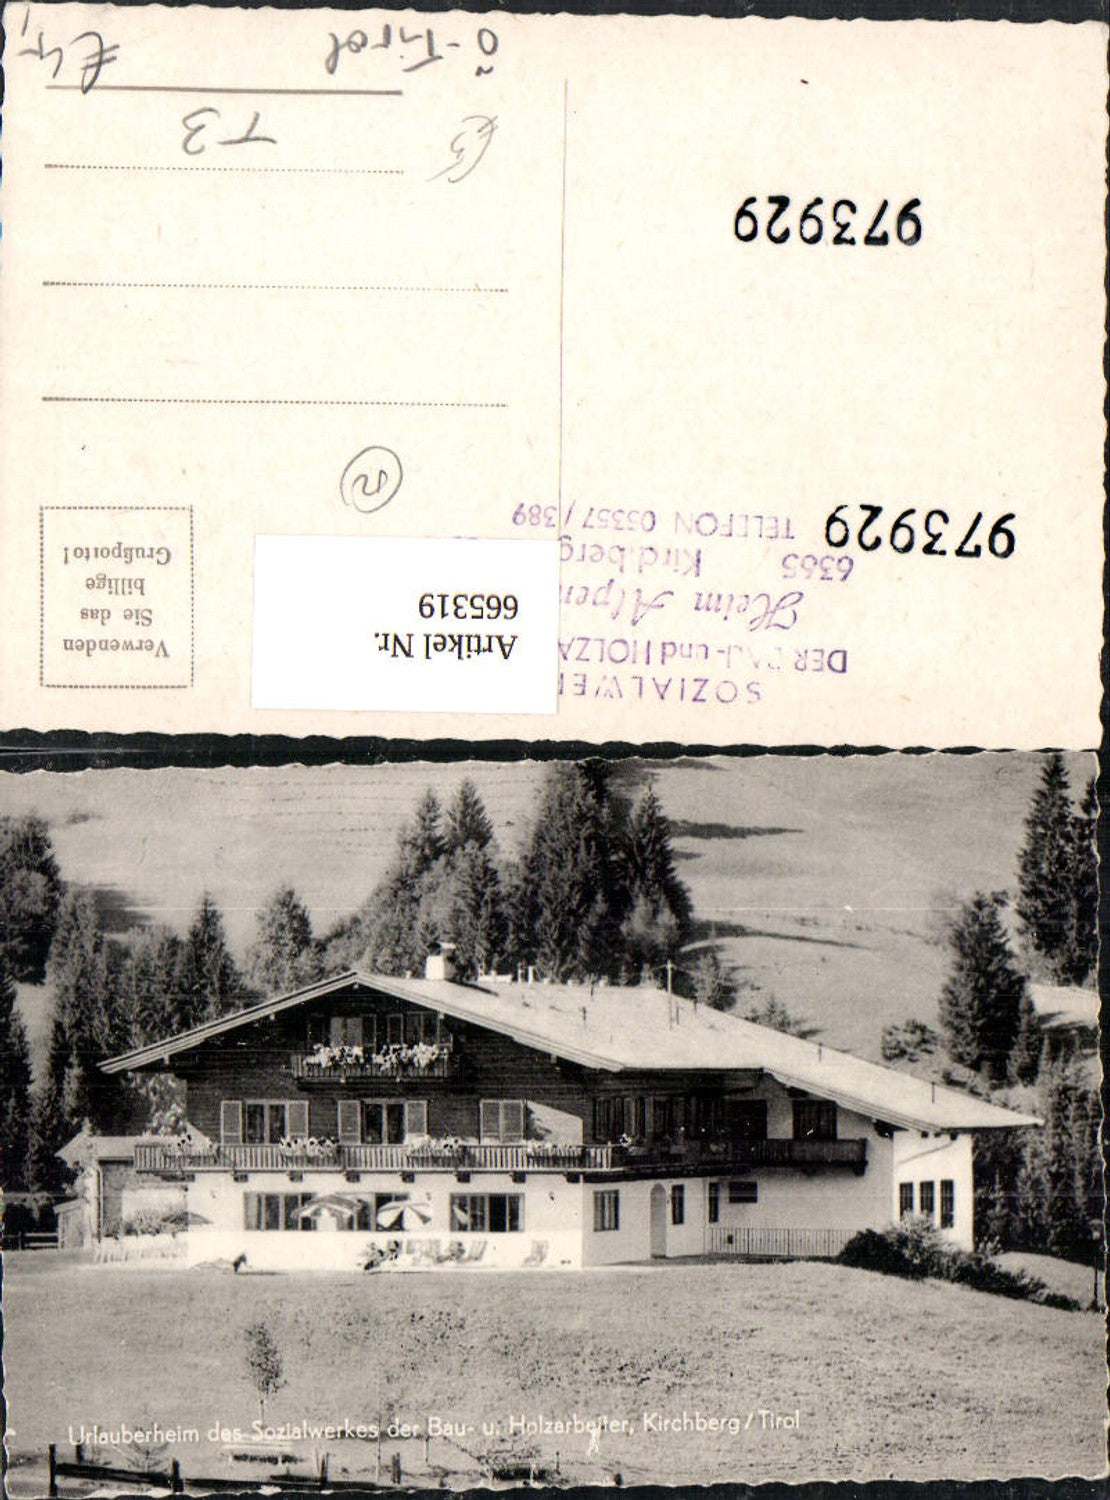 Ö-Tirol
T3
973929
973929
SOZIALWE
DER BAU- und HOLZA
Heim Alpen
6365 Kirchberg
TELEFON 05357/389
Artikel Nr.
665319
Verwenden
Sie das
billige
Grußporto!
Urlauberheim des Sozialwerkes der Bau- u. Holzarbeiter, Kirchberg/Tirol